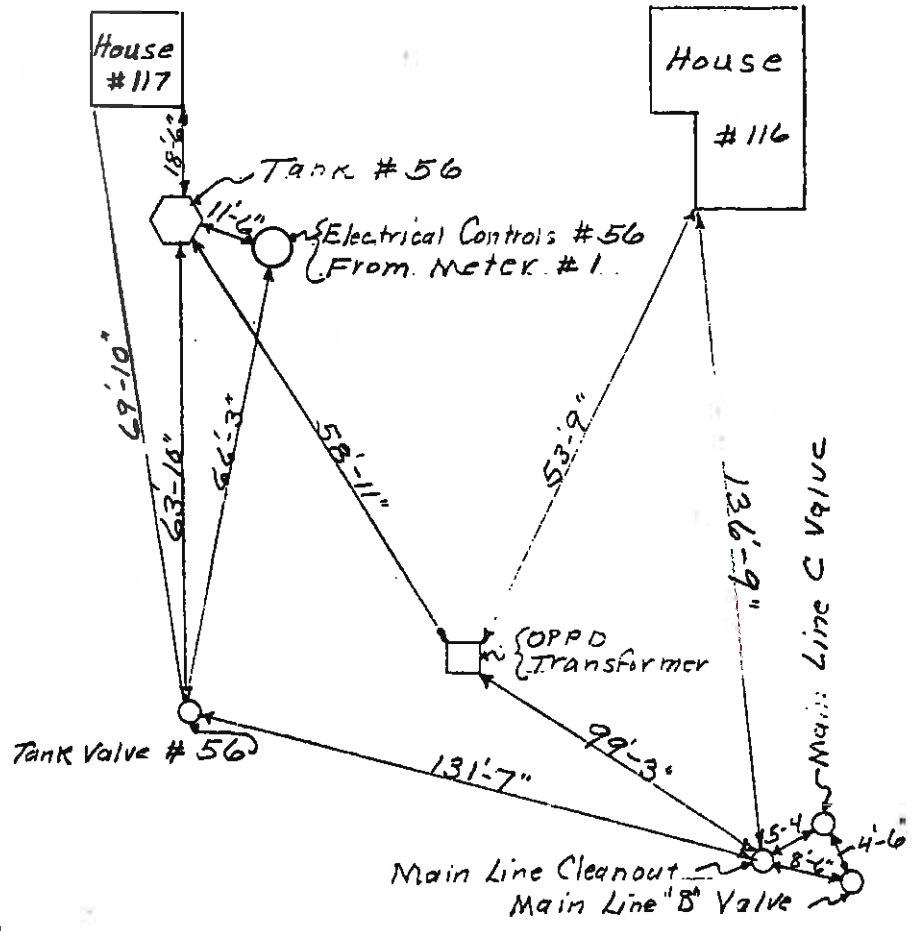 House
#117
House
#116
18'-6"
Tank #56
11'-6"
Electrical Controls #56
From Meter #1
69'-10"
63'-10"
66'-3"
58'-11"
53'-9"
136'-9"
Main Line C Valve
OPPD
Transformer
Tank Valve #56
131'-7"
99'-3"
5-4
4'-6"
8'-6"
Main Line Cleanout
Main Line "B" Valve